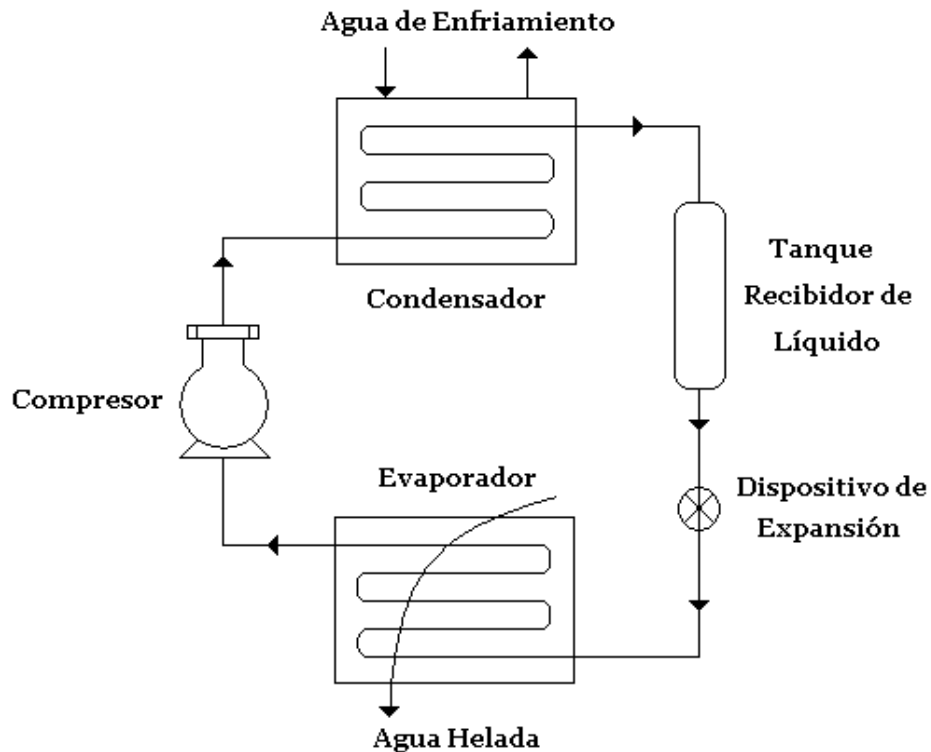 Agua de Enfriamiento
Condensador
Tanque
Recibidor de
Líquido
Compresor
Evaporador
Dispositivo de
Expansión
Agua Helada